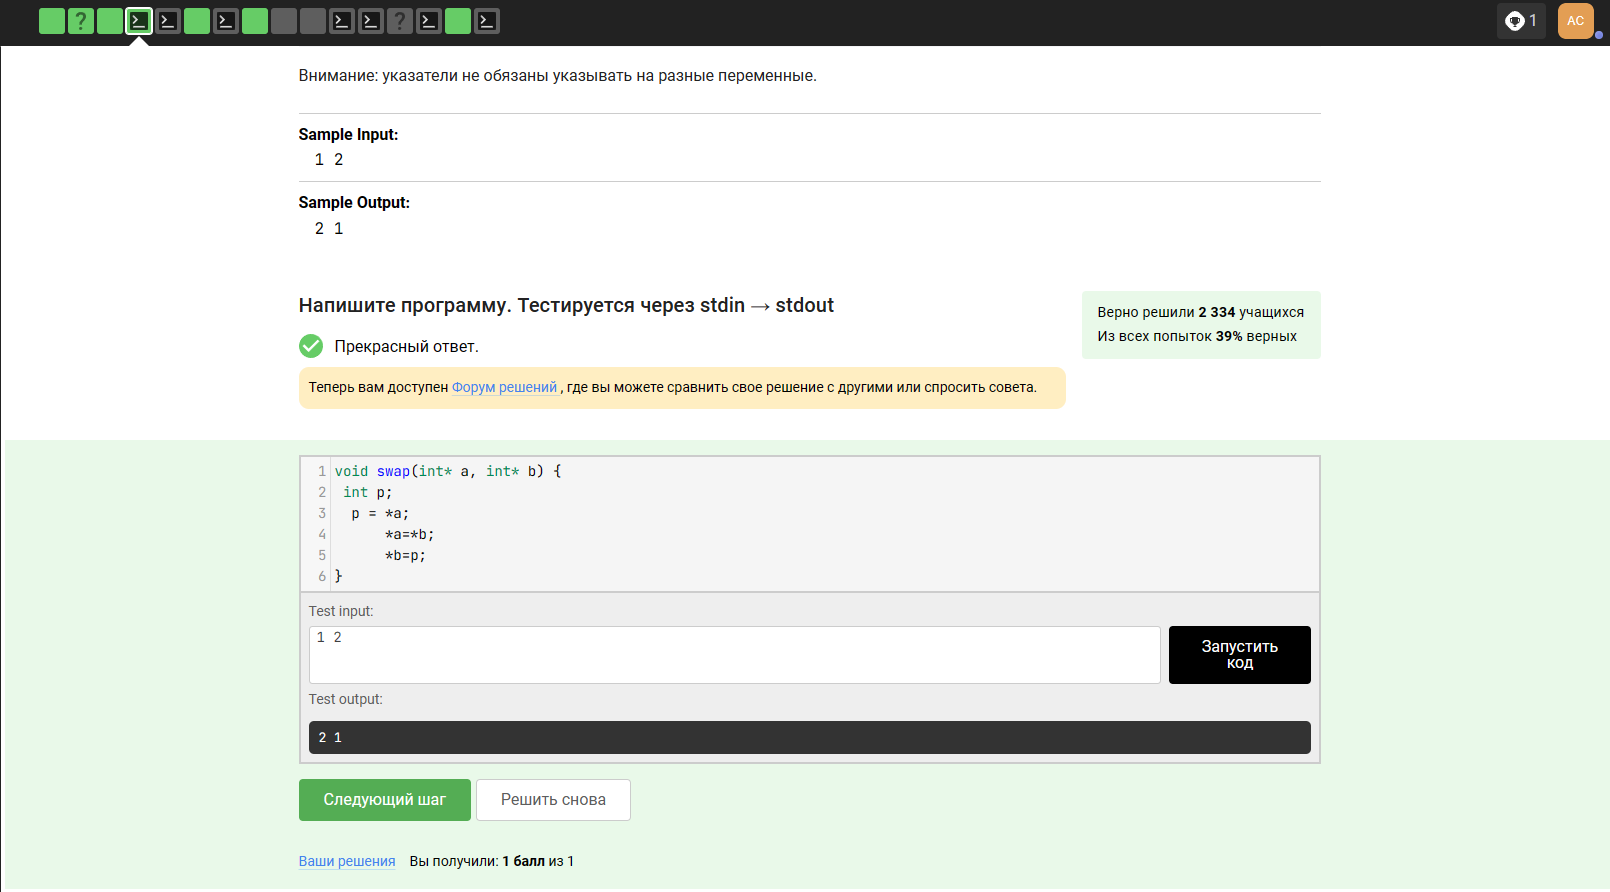 1
AC
Внимание: указатели не обязаны указывать на разные переменные.
Sample Input:
1 2
Sample Output:
2 1
Напишите программу. Тестируется через stdin → stdout
Верно решили 2 334 учащихся
Из всех попыток 39% верных
Прекрасный ответ.
Теперь вам доступен Форум решений , где вы можете сравнить свое решение с другими или спросить совета.
1 void swap(int* a, int* b) {
2 int p;
3 p = *a;
4 *a=*b;
5 *b=p;
6 }
Test input:
1 2
Запустить
код
Test output:
2 1
Следующий шаг
Решить снова
Ваши решения Вы получили: 1 балл из 1